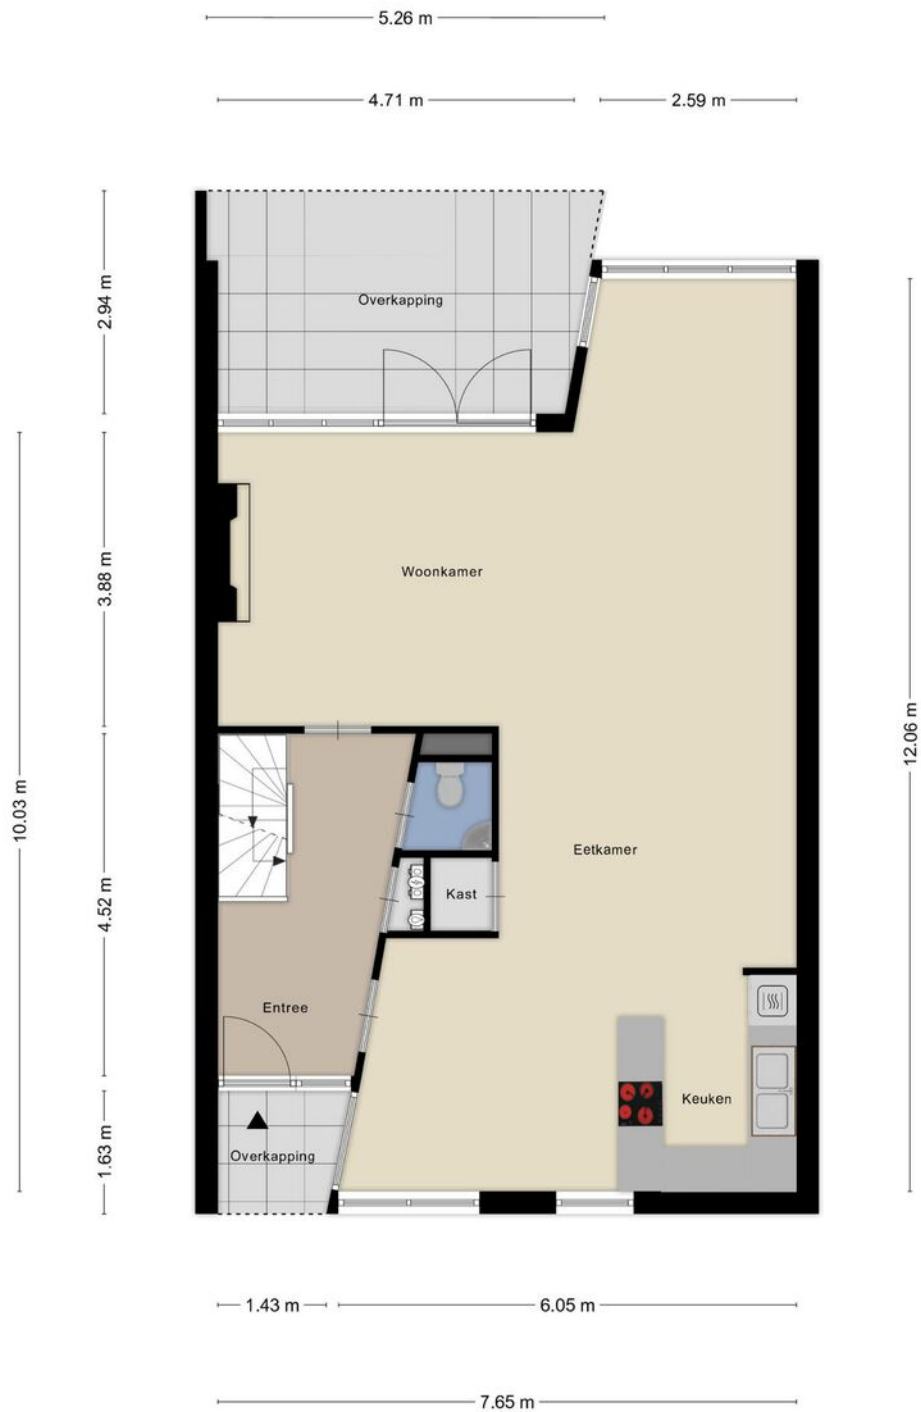 5.26 m
4.71 m
2.59 m
2.94 m
Overkapping
3.88 m
Woonkamer
12.06 m
10.03 m
Eetkamer
4.52 m
Kast
Entree
Keuken
1.63 m
Overkapping
1.43 m
6.05 m
7.65 m